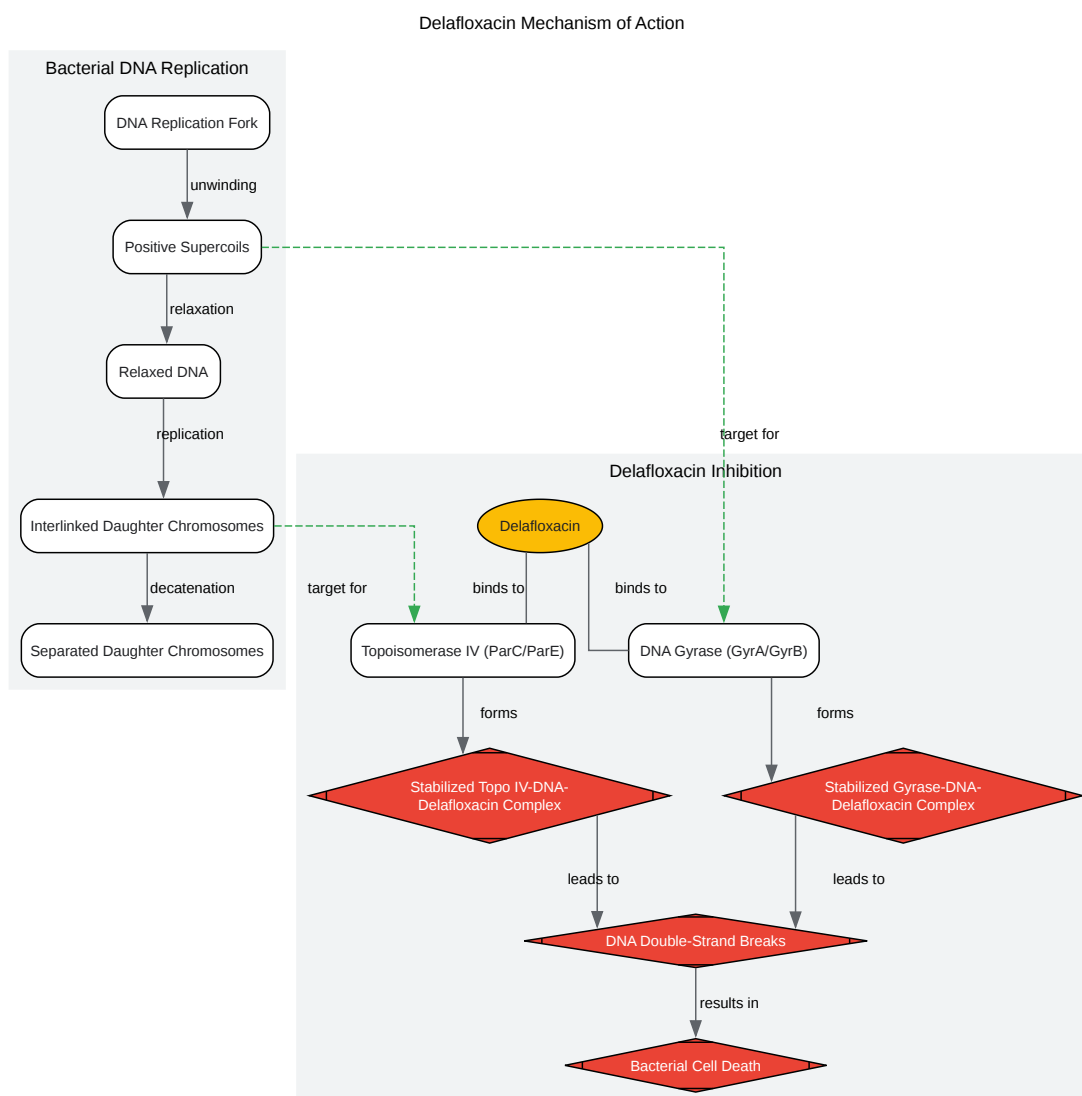 Delafloxacin Mechanism of Action
Bacterial DNA Replication
DNA Replication Fork
unwinding
Positive Supercoils
relaxation
Relaxed DNA
replication
target for
Delafloxacin Inhibition
Interlinked Daughter Chromosomes
Delafloxacin
decatenation
target for
binds to
binds to
Separated Daughter Chromosomes
Topoisomerase IV (ParC/ParE)
DNA Gyrase (GyrA/GyrB)
forms
forms
Stabilized Topo IV-DNA-
Delafloxacin Complex
Stabilized Gyrase-DNA-
Delafloxacin Complex
leads to
leads to
DNA Double-Strand Breaks
results in
Bacterial Cell Death